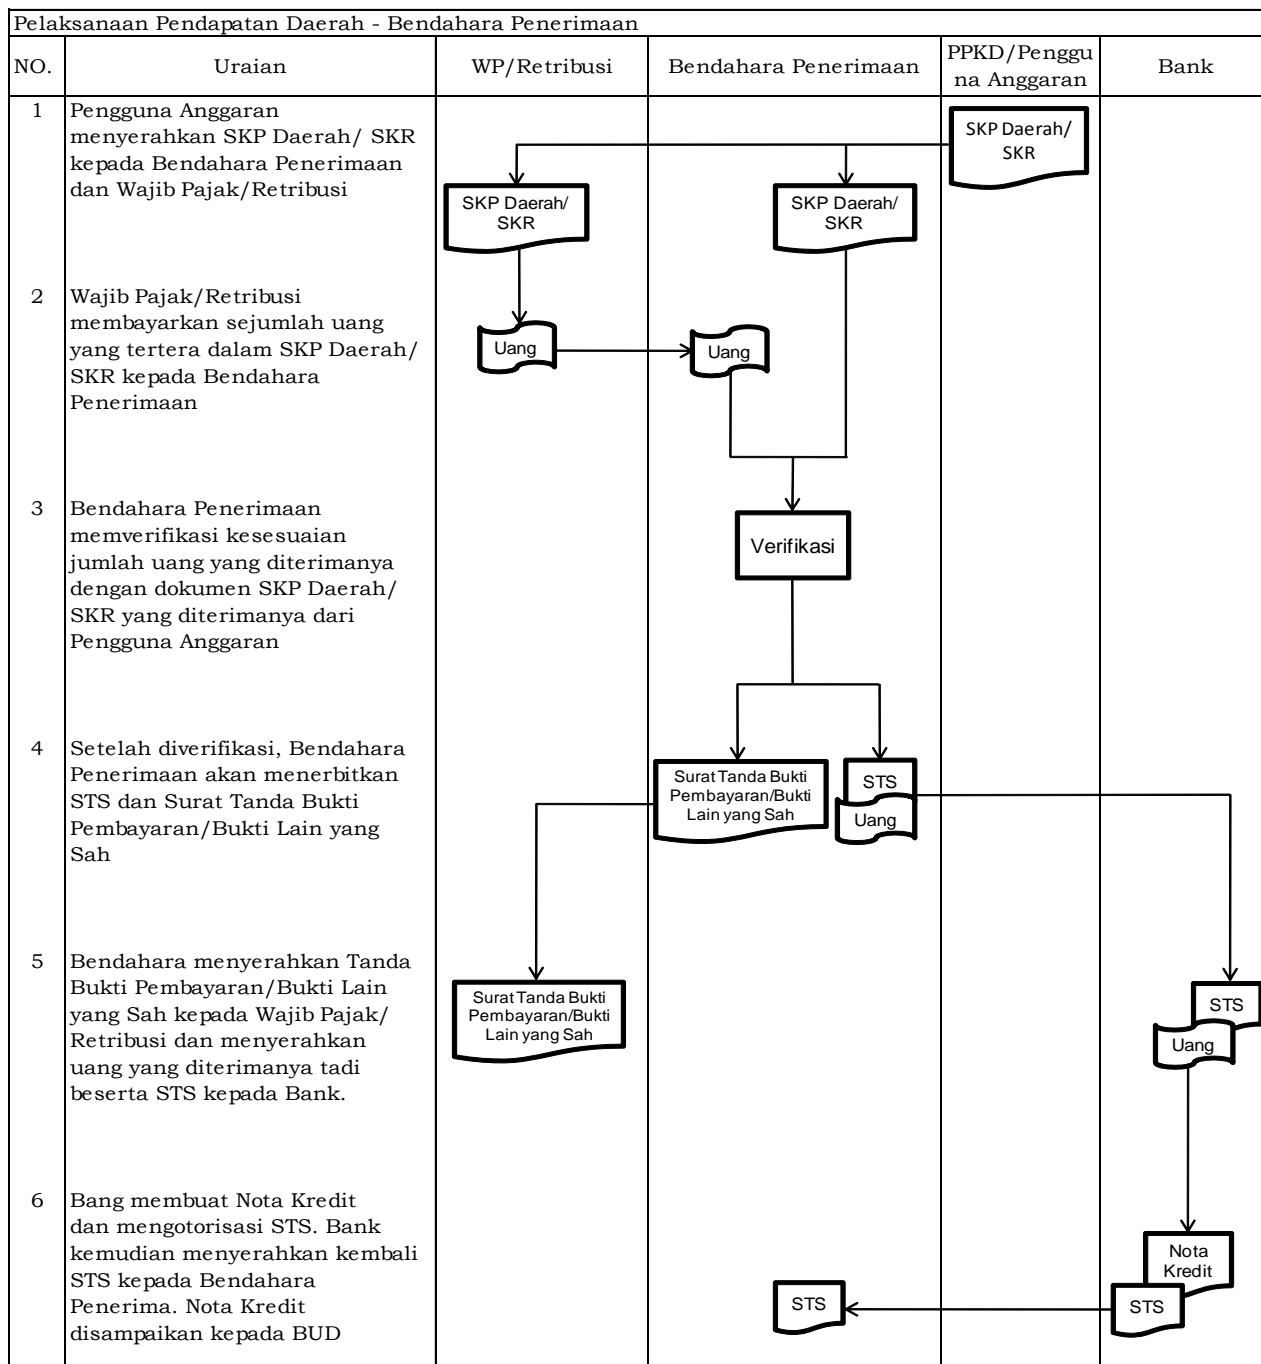 Pelaksanaan Pendapatan Daerah - Bendahara Penerimaan
NO.
Uraian
WP/Retribusi
Bendahara Penerimaan
PPKD/Penggu
na Anggaran
Bank
1
Pengguna Anggaran
menyerahkan SKP Daerah/ SKR
kepada Bendahara Penerimaan
dan Wajib Pajak/Retribusi
SKP Daerah/
SKR
SKP Daerah/
SKR
SKP Daerah/
SKR
2
Wajib Pajak/Retribusi
membayarkan sejumlah uang
yang tertera dalam SKP Daerah/
SKR kepada Bendahara
Penerimaan
Uang
Uang
3
Bendahara Penerimaan
memverifikasi kesesuaian
jumlah uang yang diterimanya
dengan dokumen SKP Daerah/
SKR yang diterimanya dari
Pengguna Anggaran
Verifikasi
4
Setelah diverifikasi, Bendahara
Penerimaan akan menerbitkan
STS dan Surat Tanda Bukti
Pembayaran/Bukti Lain yang
Sah
Surat Tanda Bukti
Pembayaran/Bukti
Lain yang Sah
STS
Uang
5
Bendahara menyerahkan Tanda
Bukti Pembayaran/Bukti Lain
yang Sah kepada Wajib Pajak/
Retribusi dan menyerahkan
uang yang diterimanya tadi
beserta STS kepada Bank.
Surat Tanda Bukti
Pembayaran/Bukti
Lain yang Sah
STS
Uang
6
Bang membuat Nota Kredit
dan mengotorisasi STS. Bank
kemudian menyerahkan kembali
STS kepada Bendahara
Penerima. Nota Kredit
disampaikan kepada BUD
STS
Nota
Kredit
STS